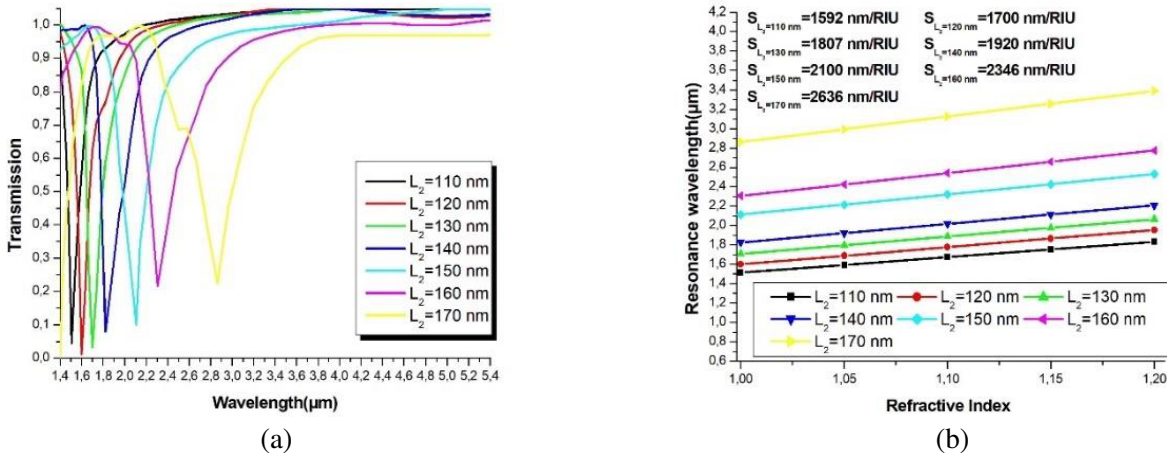 Transmission
1,0
0,9
0,8
0,7
0,6
0,5
0,4
0,3
0,2
0,1
0,0
1,4 1,6 1,8 2,0 2,2 2,4 2,6 2,8 3,0 3,2 3,4 3,6 3,8 4,0 4,2 4,4 4,6 4,8 5,0 5,2 5,4
Wavelength(µm)
L2=110 nm
L2=120 nm
L2=130 nm
L2=140 nm
L2=150 nm
L2=160 nm
L2=170 nm
(a)
Resonance wavelength(µm)
4,2
3,8
3,4
3,0
2,6
2,2
1,8
1,4
1,0
0,6
4,0
3,6
3,2
2,8
2,4
2,0
1,6
1,2
0,8
S L2=110 nm=1592 nm/RIU S L2=120 nm=1700 nm/RIU
S L2=130 nm=1807 nm/RIU S L2=140 nm=1920 nm/RIU
S L2=150 nm=2100 nm/RIU S L2=160 nm=2346 nm/RIU
S L2=170 nm=2636 nm/RIU
L2=110 nm L2=120 nm L2=130 nm
L2=140 nm L2=150 nm L2=160 nm
L2=170 nm
1,00 1,05 1,10 1,15 1,20
Refractive Index
(b)